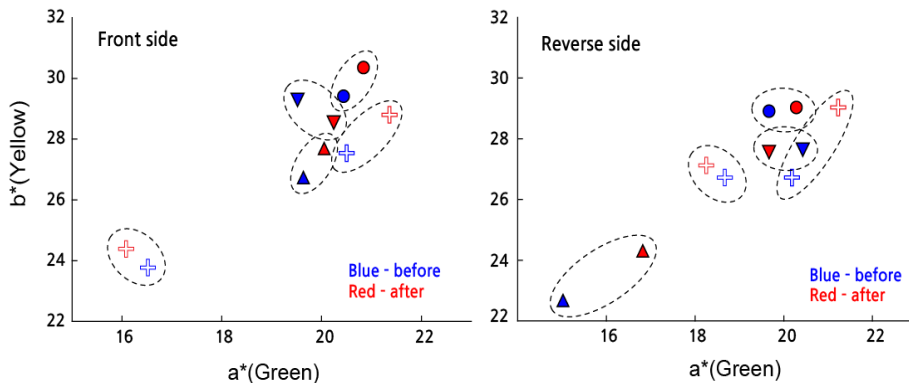 Front side
32
30
28
26
24
22
b*(Yellow)
16
18
20
22
a*(Green)
Blue - before
Red - after
Reverse side
32
30
28
26
24
22
16
18
20
22
a*(Green)
Blue - before
Red - after